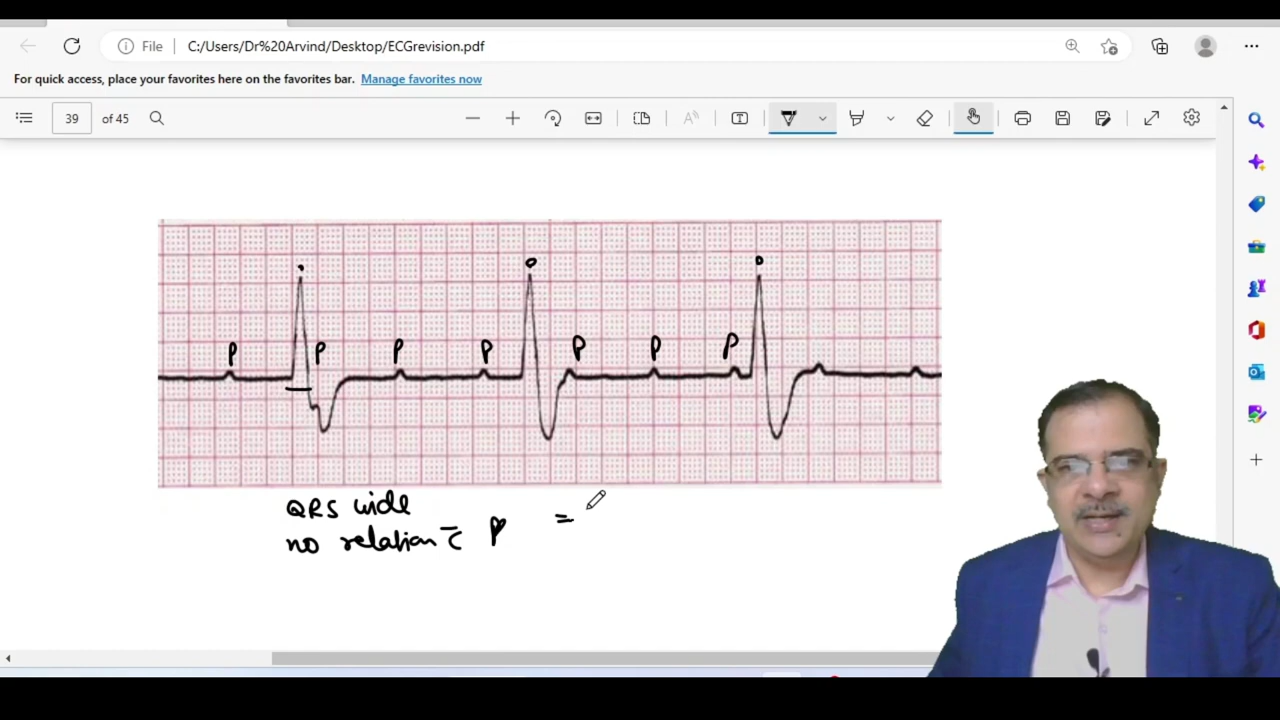 File
C:/Users/Dr%20Arvind/Desktop/ECGrevision.pdf
For quick access, place your favorites here on the favorites bar. Manage favorites now
39 of 45
P P P P P P P
QRS wide
no relation c̄ P =